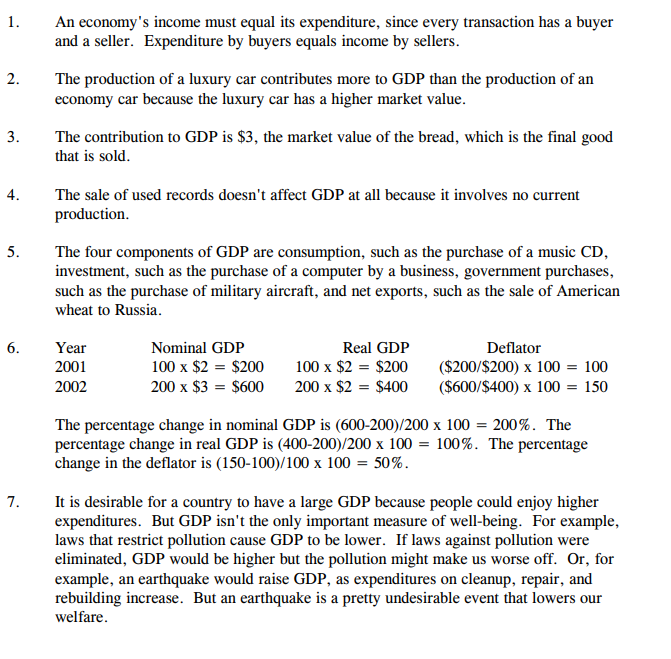 1. An economy's income must equal its expenditure, since every transaction has a buyer
and a seller. Expenditure by buyers equals income by sellers.
2. The production of a luxury car contributes more to GDP than the production of an
economy car because the luxury car has a higher market value.
3. The contribution to GDP is $3, the market value of the bread, which is the final good
that is sold.
4. The sale of used records doesn't affect GDP at all because it involves no current
production.
5. The four components of GDP are consumption, such as the purchase of a music CD,
investment, such as the purchase of a computer by a business, government purchases,
such as the purchase of military aircraft, and net exports, such as the sale of American
wheat to Russia.
6. Year Nominal GDP Real GDP Deflator
2001 100 x $2 = $200 100 x $2 = $200 ($200/$200) x 100 = 100
2002 200 x $3 = $600 200 x $2 = $400 ($600/$400) x 100 = 150
The percentage change in nominal GDP is (600-200)/200 x 100 = 200%. The
percentage change in real GDP is (400-200)/200 x 100 = 100%. The percentage
change in the deflator is (150-100)/100 x 100 = 50%.
7. It is desirable for a country to have a large GDP because people could enjoy higher
expenditures. But GDP isn't the only important measure of well-being. For example,
laws that restrict pollution cause GDP to be lower. If laws against pollution were
eliminated, GDP would be higher but the pollution might make us worse off. Or, for
example, an earthquake would raise GDP, as expenditures on cleanup, repair, and
rebuilding increase. But an earthquake is a pretty undesirable event that lowers our
welfare.